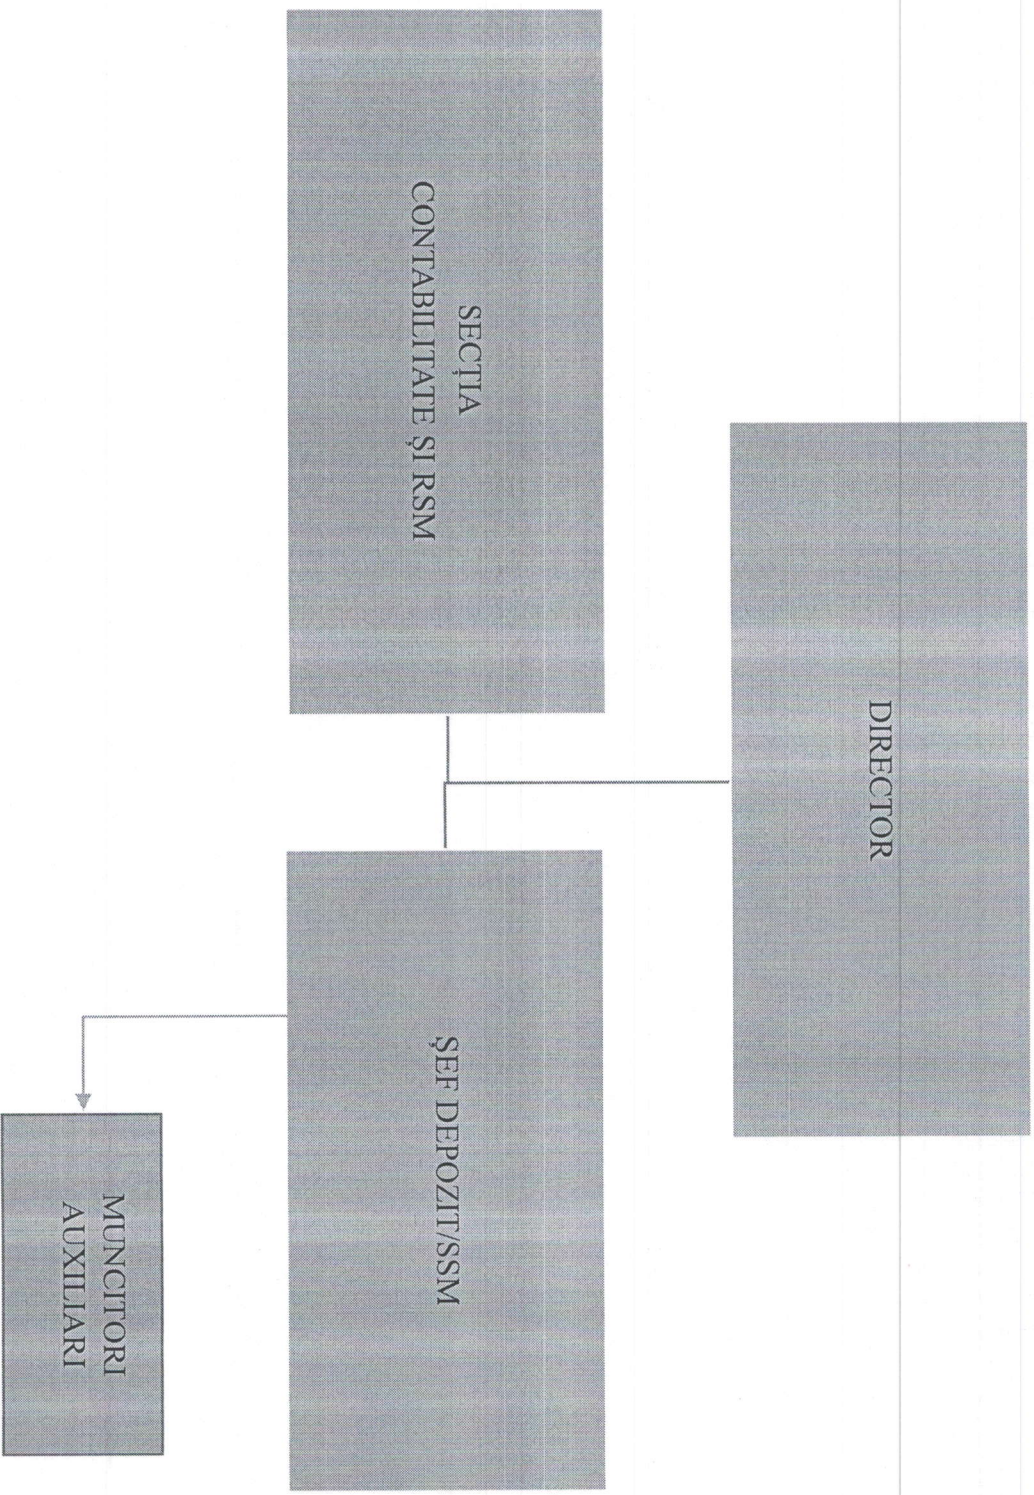 DIRECTOR
SECȚIA
CONTABILITATE ȘI RSM
ȘEF DEPOZIT/SSM
MUNCITORI
AUXILIARI